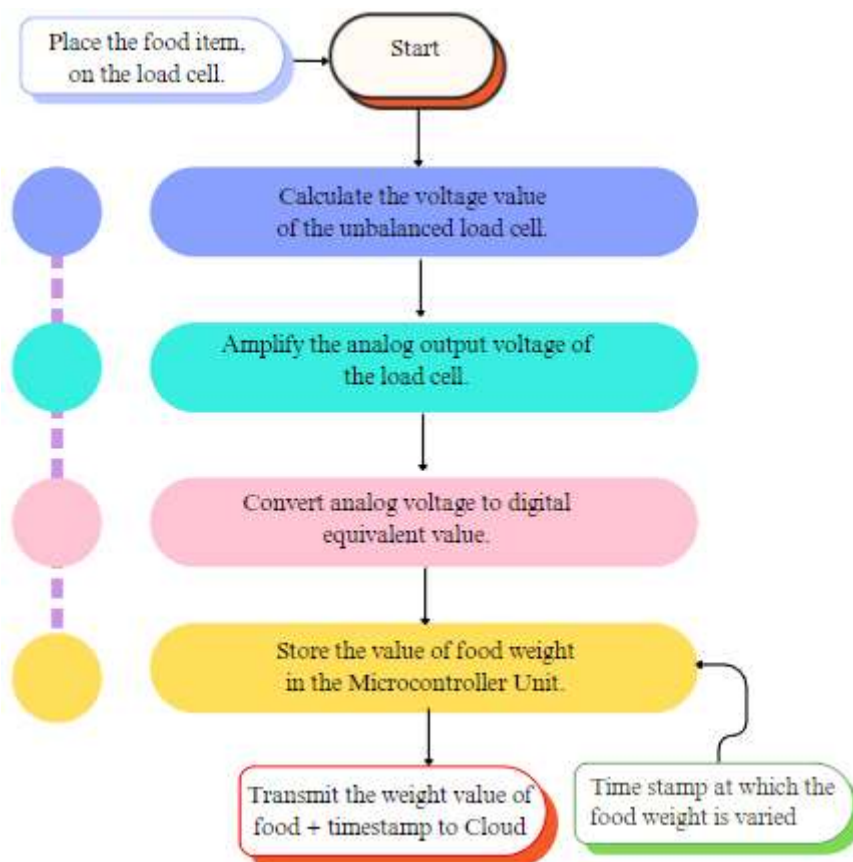 Place the food item,
on the load cell.
Start
Calculate the voltage value
of the unbalanced load cell.
Amplify the analog output voltage of
the load cell.
Convert analog voltage to digital
equivalent value.
Store the value of food weight
in the Microcontroller Unit.
Transmit the weight value of
food + timestamp to Cloud
Time stamp at which the
food weight is varied